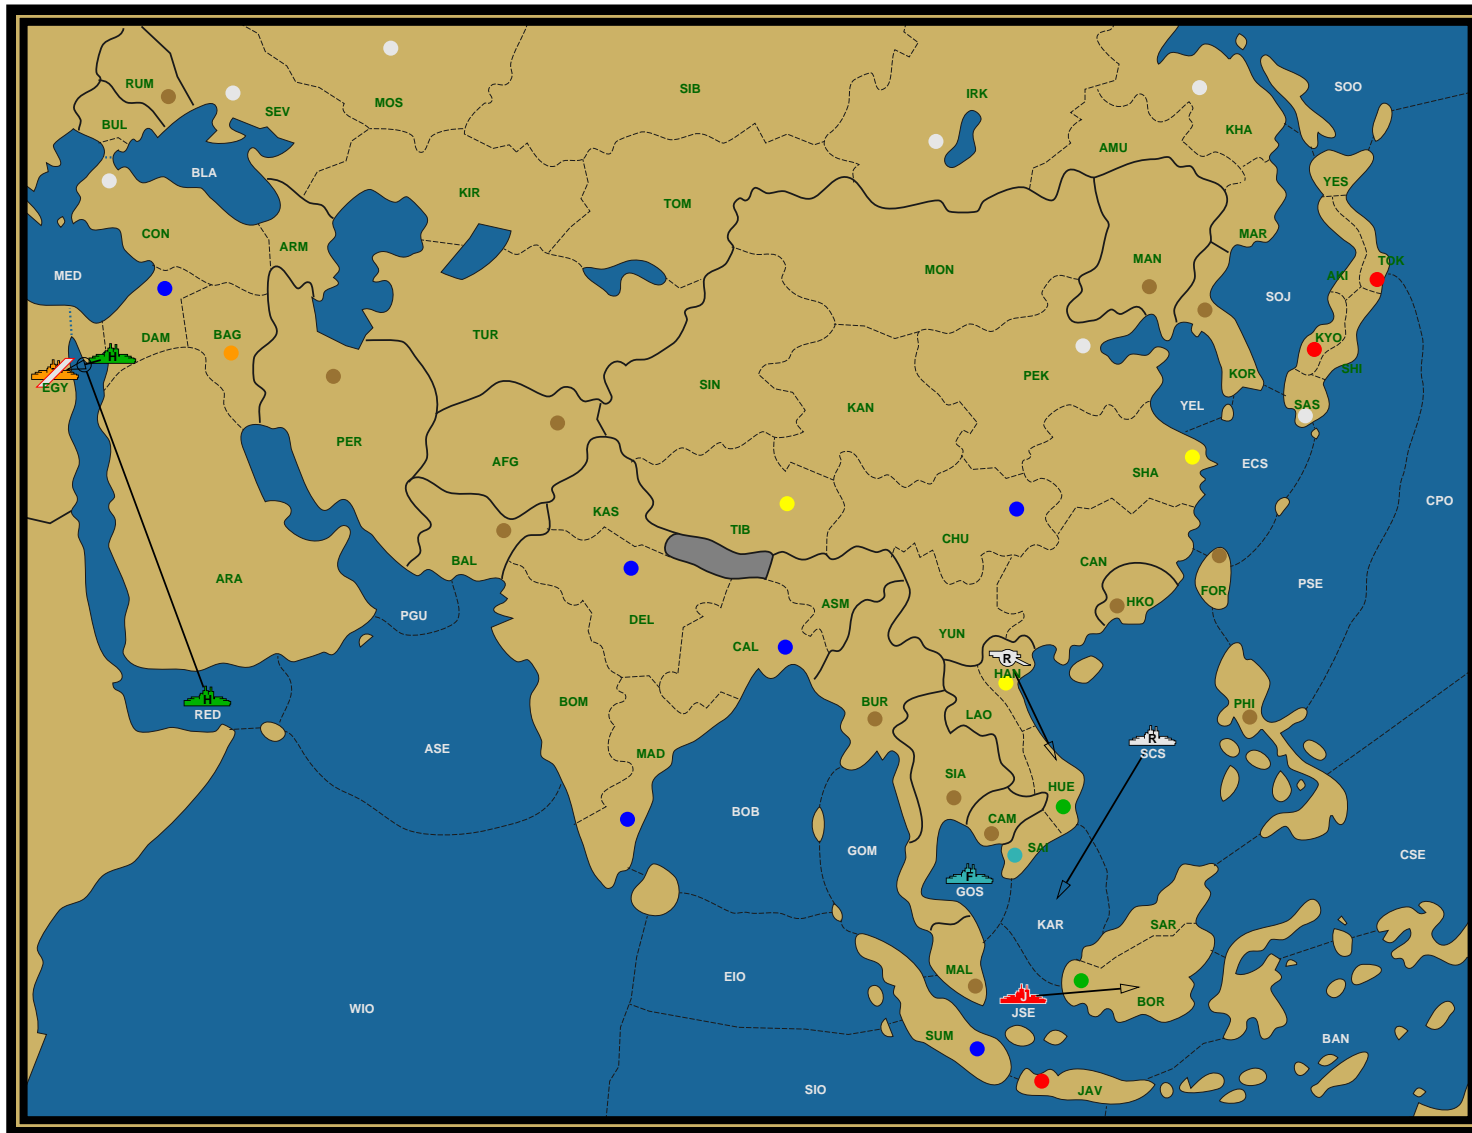 RUM
SEV
MOS
SIB
IRK
SOO
BUL
KHA
AMU
BLA
YES
KIR
TOM
CON
ARM
MAR
MED
MON
MAN
TOK
AKI
SOJ
DAM
BAG
TUR
KYO
H
SHI
EGY
SIN
PEK
KOR
KAN
YEL
SAS
PER
AFG
ECS
SHA
CPO
KAS
TIB
CHU
BAL
CAN
ARA
PSE
FOR
HKO
ASM
PGU
DEL
YUN
CAL
R
HAN
H
BOM
BUR
PHI
RED
LAO
R
ASE
MAD
SCS
SIA
HUE
BOB
CAM
SAI
GOM
CSE
F
GOS
KAR
SAR
MAL
EIO
J
BOR
WIO
JSE
SUM
BAN
SIO
JAV